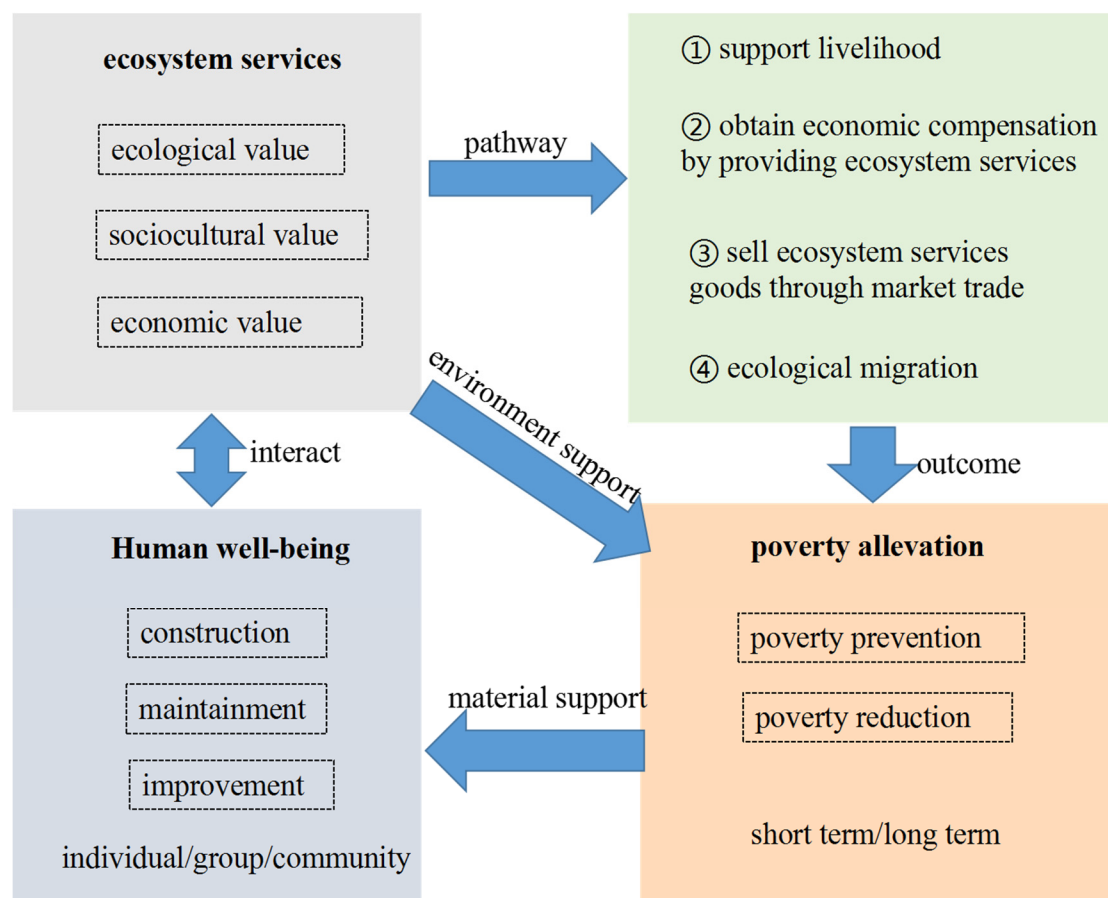 ecosystem services
ecological value
sociocultural value
economic value
pathway
① support livelihood
② obtain economic compensation
by providing ecosystem services
③ sell ecosystem services
goods through market trade
④ ecological migration
environment support
interact
outcome
Human well-being
construction
maintainment
improvement
individual/group/community
material support
poverty allevation
poverty prevention
poverty reduction
short term/long term